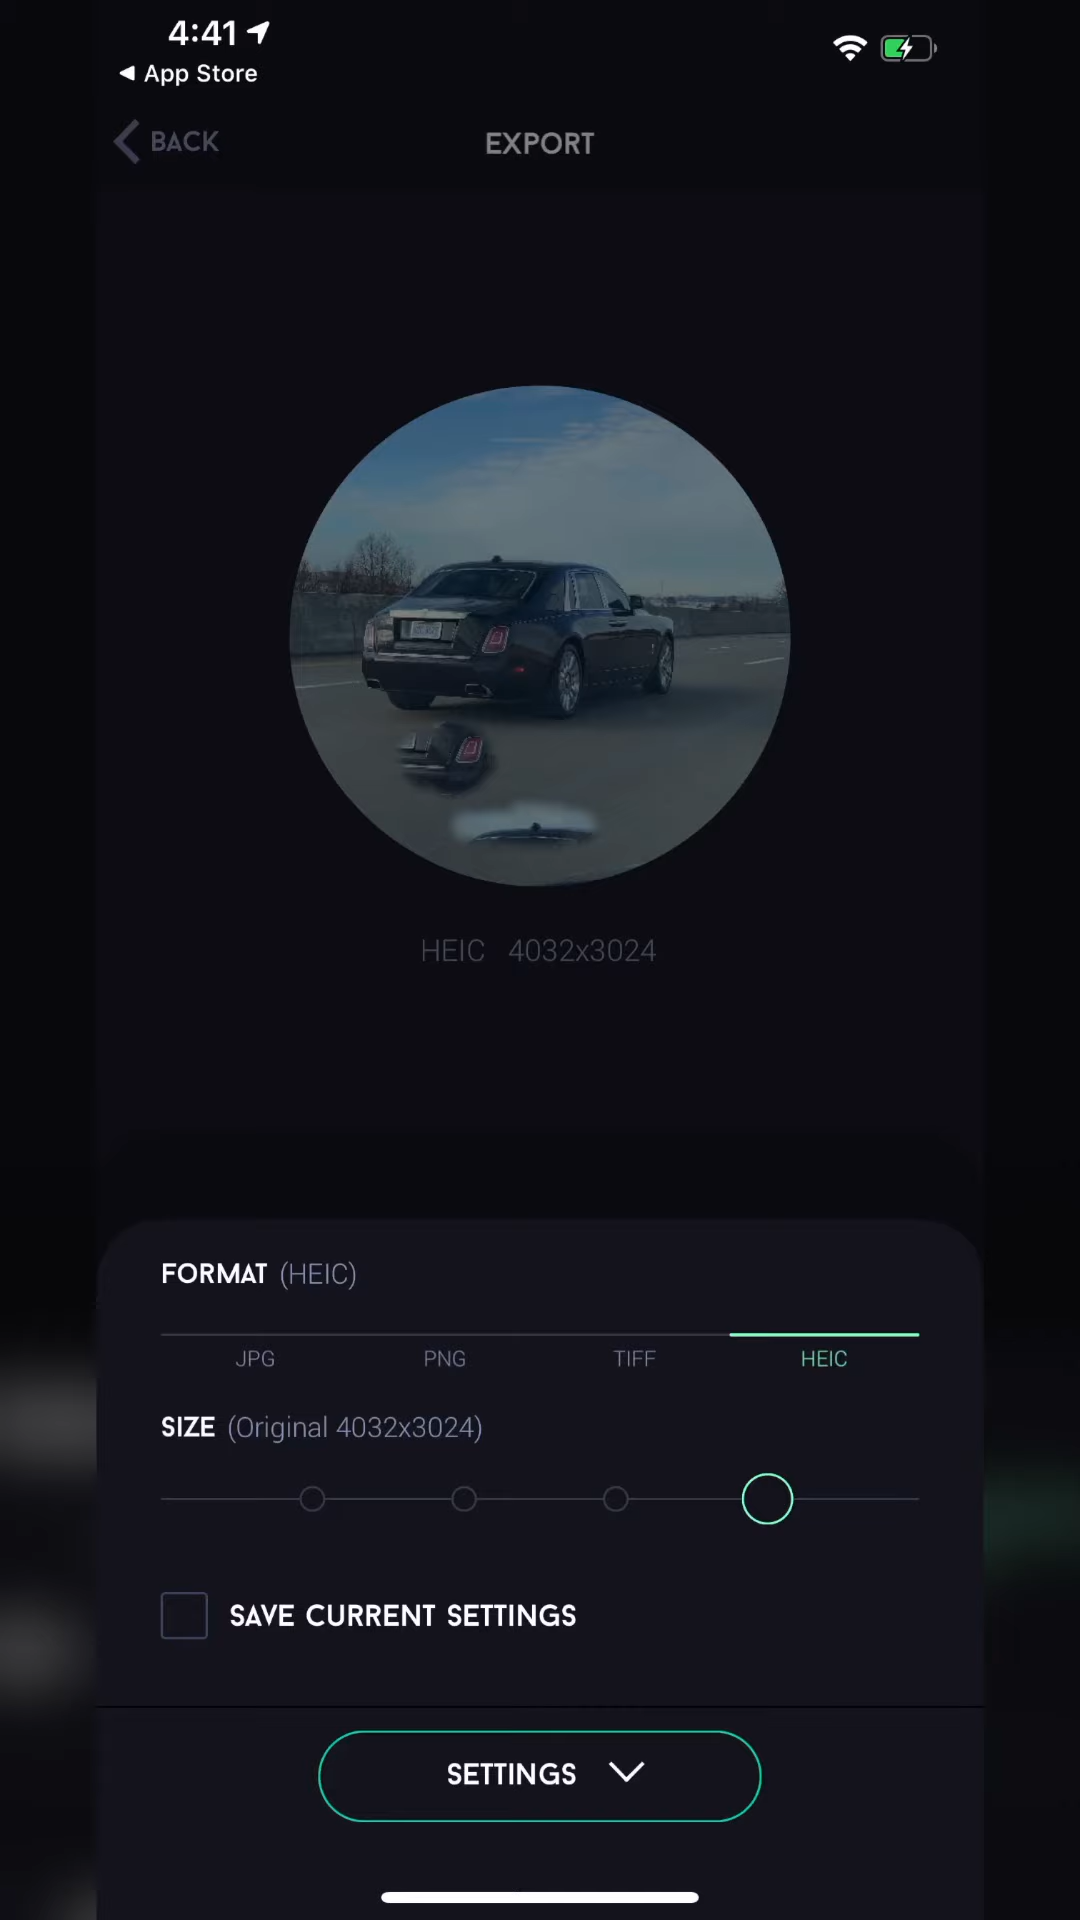 4:41
App Store
BACK
EXPORT
HEIC 4032x3024
FORMAT (HEIC)
JPG PNG TIFF HEIC
SIZE (Original 4032x3024)
SAVE CURRENT SETTINGS
SETTINGS